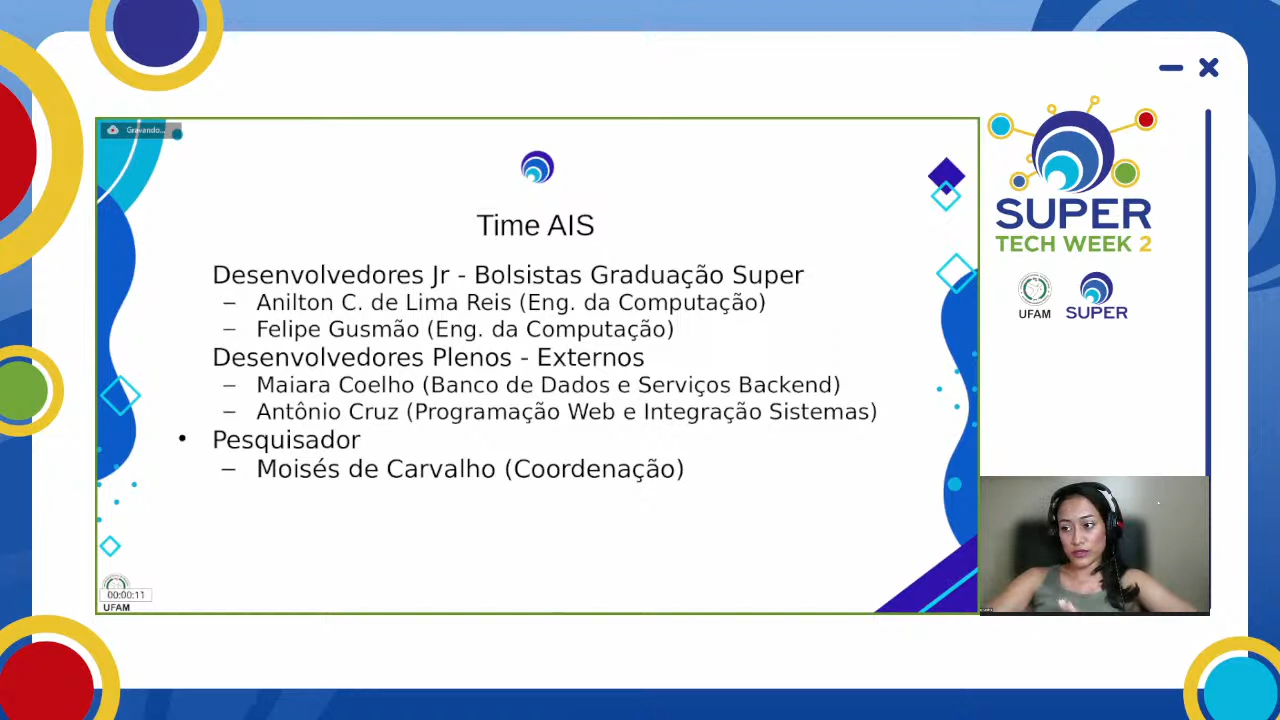 Gravando...
Time AIS
Desenvolvedores Jr - Bolsistas Graduação Super
– Anilton C. de Lima Reis (Eng. da Computação)
– Felipe Gusmão (Eng. da Computação)
Desenvolvedores Plenos - Externos
– Maiara Coelho (Banco de Dados e Serviços Backend)
– Antônio Cruz (Programação Web e Integração Sistemas)
• Pesquisador
– Moisés de Carvalho (Coordenação)
00:00:11
UFAM
SUPER
TECH WEEK 2
UFAM SUPER